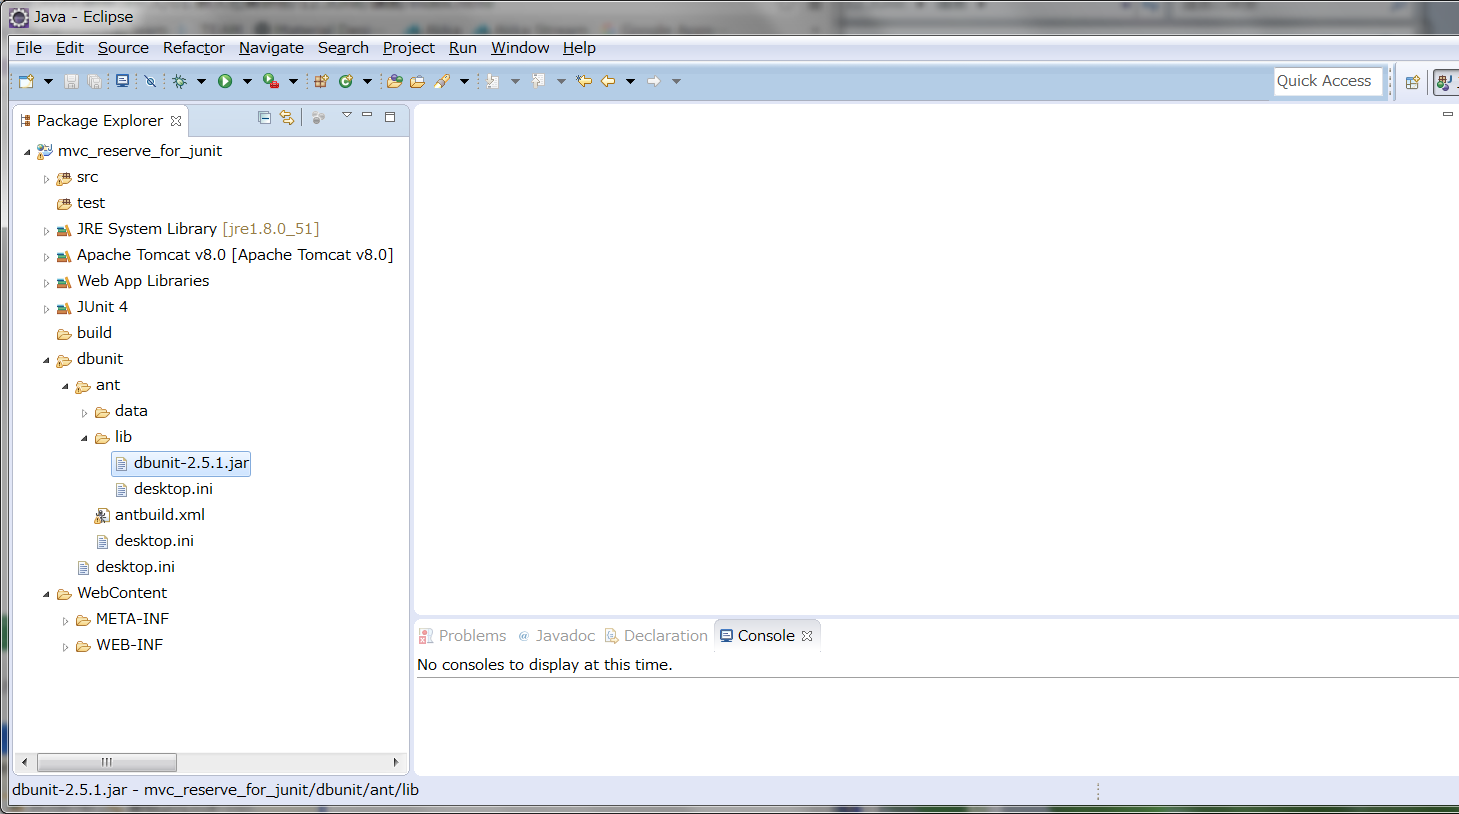 Java - Eclipse
File Edit Source Refactor Navigate Search Project Run Window Help
Quick Access
Package Explorer
mvc_reserve_for_junit
src
test
JRE System Library [jre1.8.0_51]
Apache Tomcat v8.0 [Apache Tomcat v8.0]
Web App Libraries
JUnit 4
build
dbunit
ant
data
lib
dbunit-2.5.1.jar
desktop.ini
antbuild.xml
desktop.ini
desktop.ini
WebContent
META-INF
WEB-INF
Problems @ Javadoc Declaration Console
No consoles to display at this time.
dbunit-2.5.1.jar - mvc_reserve_for_junit/dbunit/ant/lib